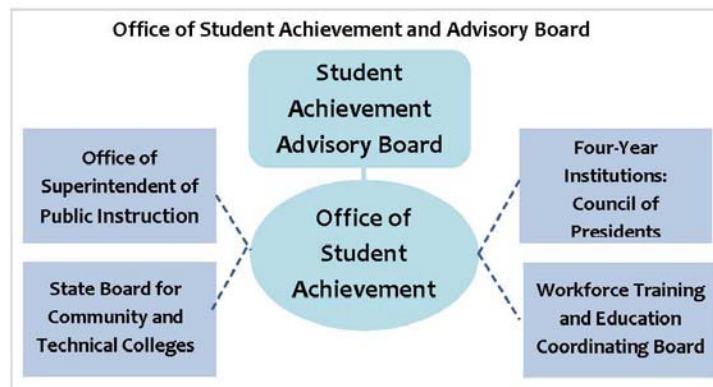 Office of Student Achievement and Advisory Board
Student
Achievement
Advisory Board
Office of
Superintendent of
Public Instruction
Four-Year
Institutions:
Council of
Presidents
Office of
Student
Achievement
State Board for
Community and
Technical Colleges
Workforce Training
and Education
Coordinating Board